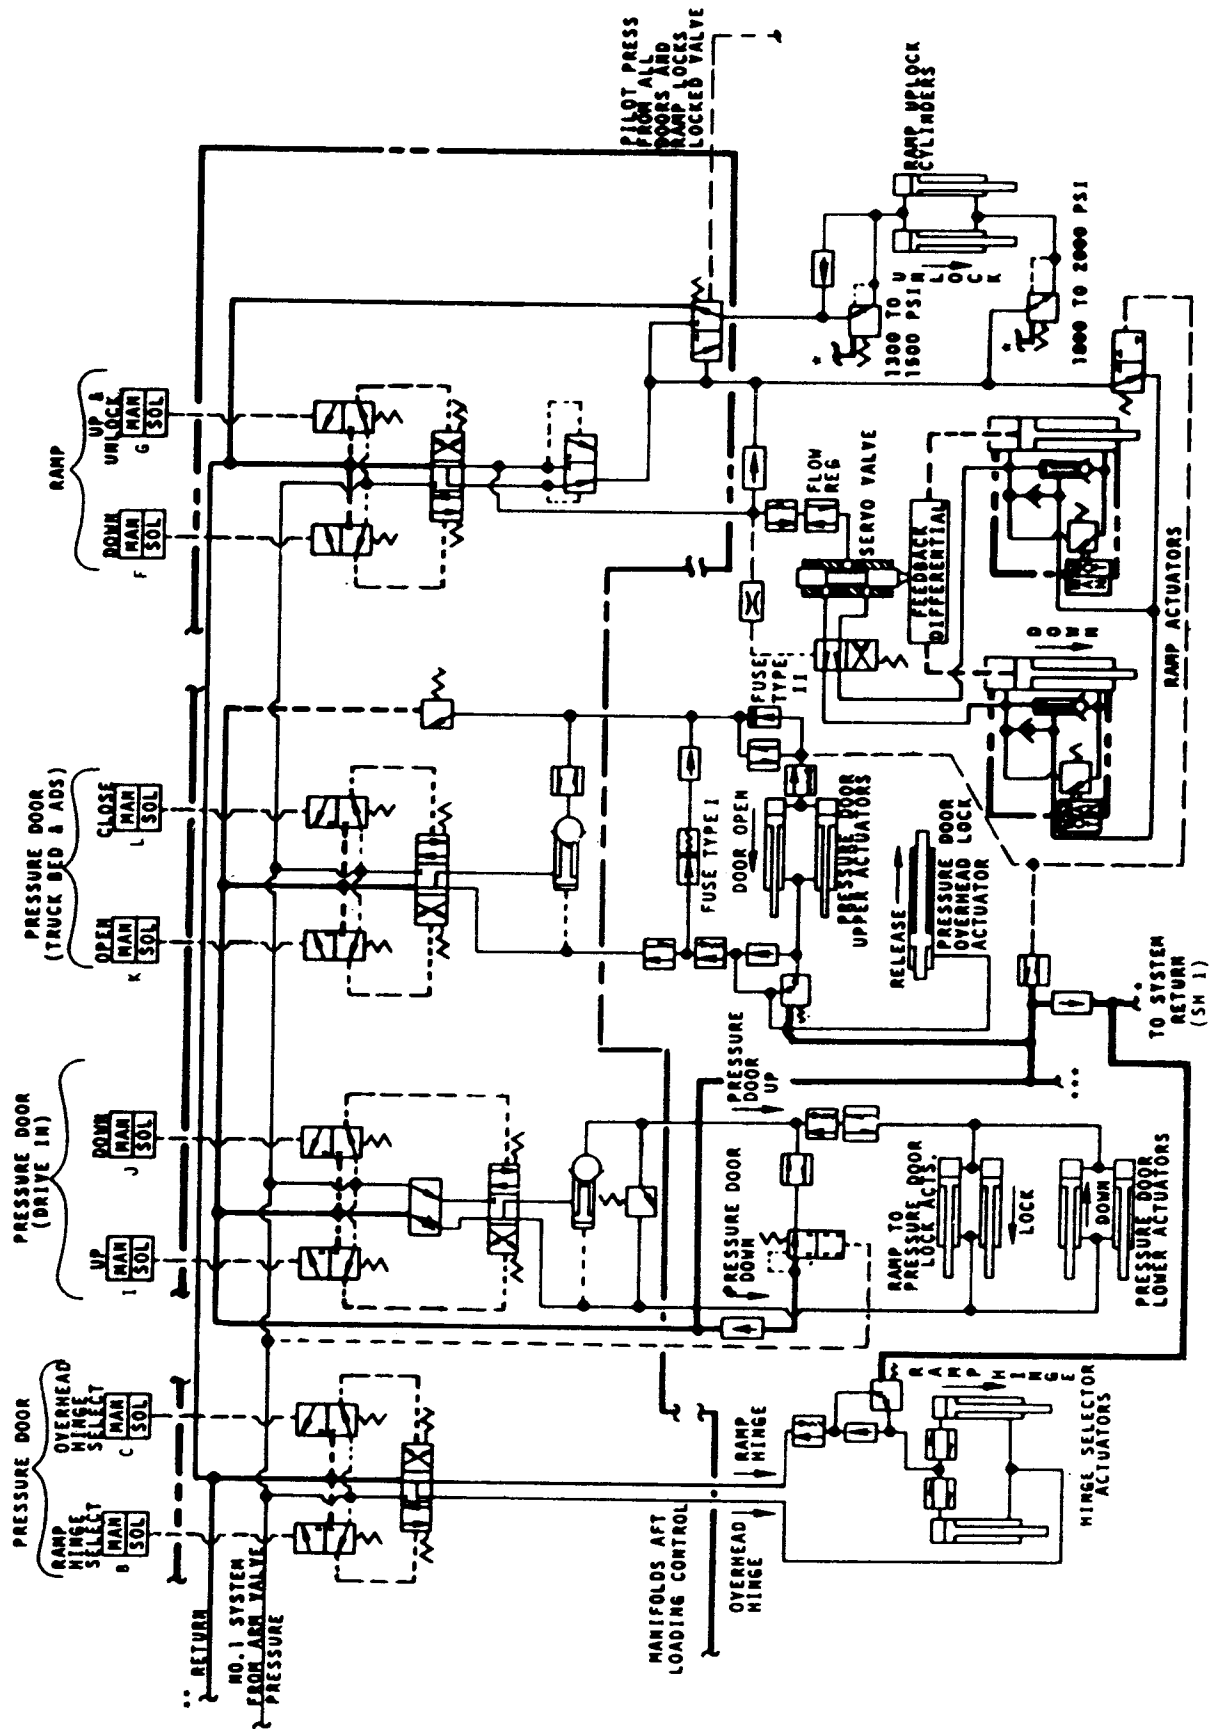 PRESSURE DOOR
RAMP
HINGE
SELECT
MAN
SOL
B
OVERHEAD
HINGE
SELECT
MAN
SOL
C
PRESSURE DOOR
(DRIVE IN)
UP
MAN
SOL
I
DOWN
MAN
SOL
J
PRESSURE DOOR
(TRUCK BED & ADS)
OPEN
MAN
SOL
K
CLOSE
MAN
SOL
L
RAMP
DOWN
MAN
SOL
F
UP &
UNLOCK
MAN
SOL
G
** RETURN
NO.1 SYSTEM
FROM ARM VALVE
PRESSURE
PILOT PRESS
FROM ALL
DOORS AND
RAMP LOCKS
LOCKED VALVE
MANIFOLDS AFT
LOADING CONTROL
OVERHEAD
HINGE
RAMP
HINGE
PRESSURE DOOR
DOWN
PRESSURE
DOOR
UP
FUSE TYPE I
DOOR OPEN
FUSE
TYPE
II
FLOW
REG
SERVO VALVE
FEEDBACK
DIFFERENTIAL
1300 TO
1500 PSI
UNLOCK
RAMP UPLOCK
CYLINDERS
1800 TO 2000 PSI
*
*
PRESSURE DOOR
UPPER ACTUATORS
RELEASE
PRESSURE DOOR
OVERHEAD LOCK
ACTUATOR
DOWN
RAMP ACTUATORS
RAMP TO
PRESSURE DOOR
LOCK ACTS.
LOCK
DOWN
PRESSURE DOOR
LOWER ACTUATORS
***
**
TO SYSTEM
RETURN
(SH 1)
RAMP HINGE
HINGE SELECTOR
ACTUATORS